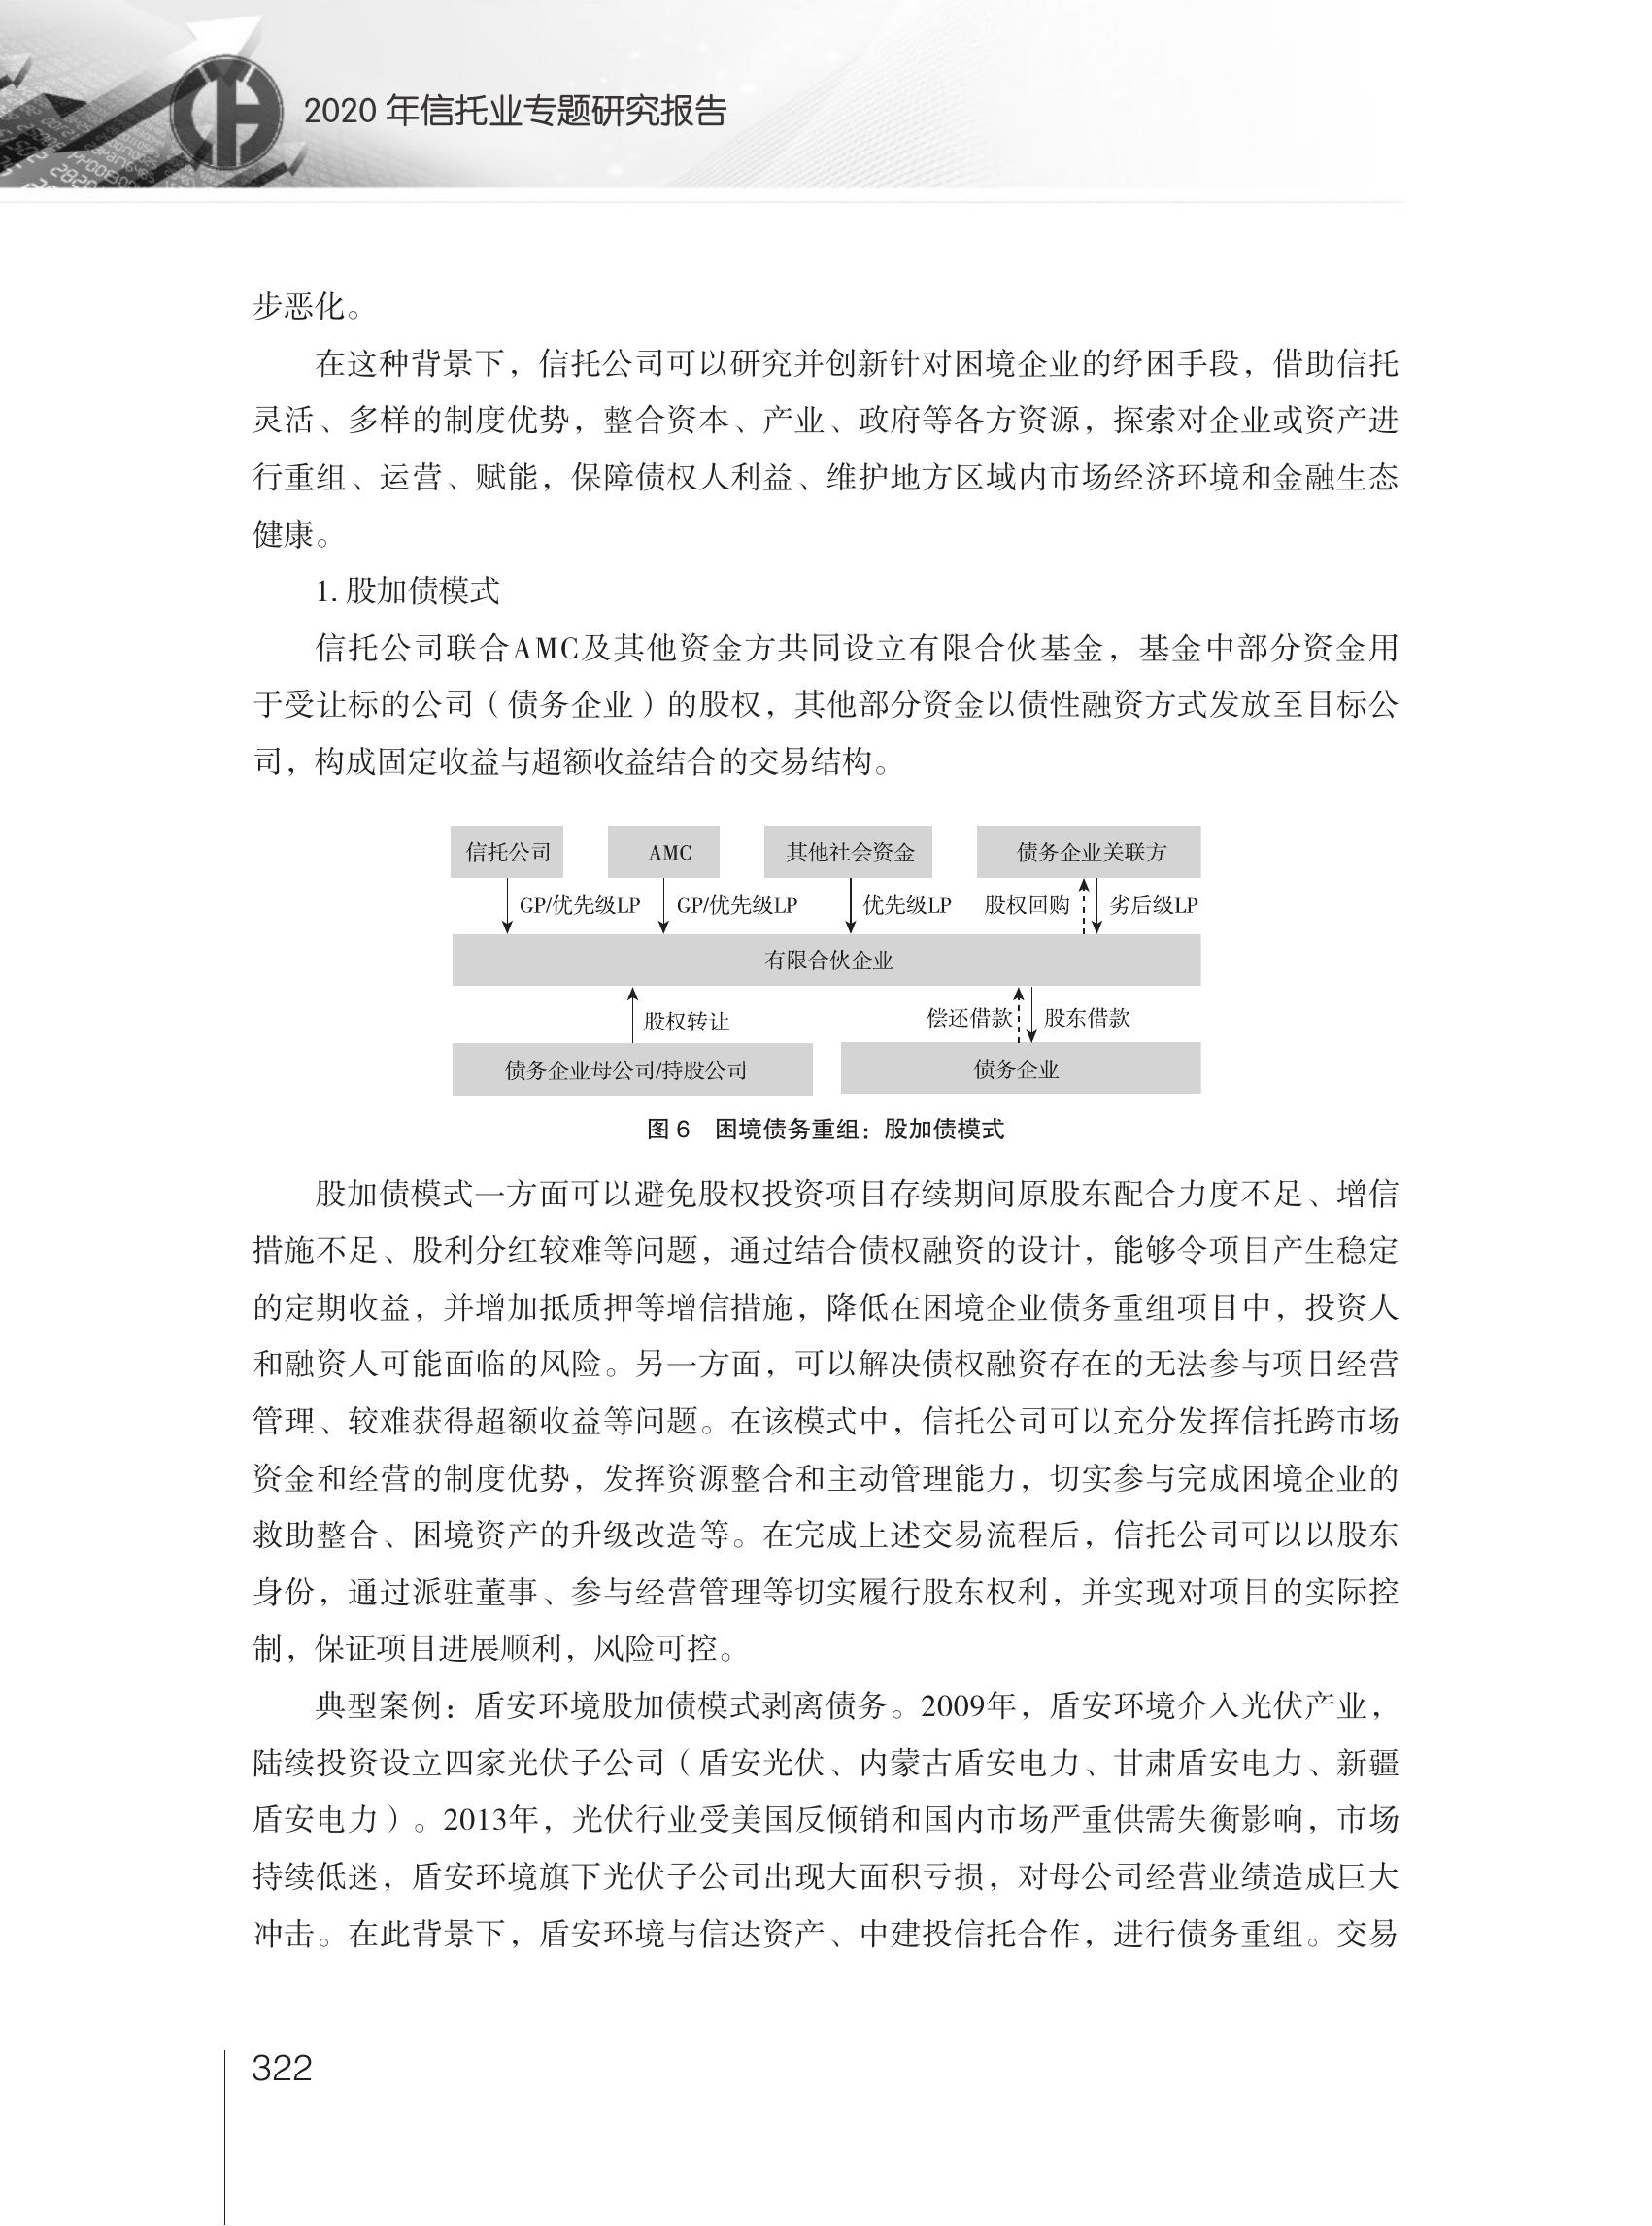 2020 年信托业专题研究报告
步恶化。
在这种背景下，信托公司可以研究并创新针对困境企业的纾困手段，借助信托
灵活、多样的制度优势，整合资本、产业、政府等各方资源，探索对企业或资产进
行重组、运营、赋能，保障债权人利益、维护地方区域内市场经济环境和金融生态
健康。
1. 股加债模式
信托公司联合AMC及其他资金方共同设立有限合伙基金，基金中部分资金用
于受让标的公司（债务企业）的股权，其他部分资金以债性融资方式发放至目标公
司，构成固定收益与超额收益结合的交易结构。
信托公司 AMC 其他社会资金 债务企业关联方
GP/优先级LP GP/优先级LP 优先级LP 股权回购 劣后级LP
有限合伙企业
股权转让 偿还借款 股东借款
债务企业母公司/持股公司 债务企业
图 6 困境债务重组：股加债模式
股加债模式一方面可以避免股权投资项目存续期间原股东配合力度不足、增信
措施不足、股利分红较难等问题，通过结合债权融资的设计，能够令项目产生稳定
的定期收益，并增加抵质押等增信措施，降低在困境企业债务重组项目中，投资人
和融资人可能面临的风险。另一方面，可以解决债权融资存在的无法参与项目经营
管理、较难获得超额收益等问题。在该模式中，信托公司可以充分发挥信托跨市场
资金和经营的制度优势，发挥资源整合和主动管理能力，切实参与完成困境企业的
救助整合、困境资产的升级改造等。在完成上述交易流程后，信托公司可以以股东
身份，通过派驻董事、参与经营管理等切实履行股东权利，并实现对项目的实际控
制，保证项目进展顺利，风险可控。
典型案例：盾安环境股加债模式剥离债务。2009年，盾安环境介入光伏产业，
陆续投资设立四家光伏子公司（盾安光伏、内蒙古盾安电力、甘肃盾安电力、新疆
盾安电力）。2013年，光伏行业受美国反倾销和国内市场严重供需失衡影响，市场
持续低迷，盾安环境旗下光伏子公司出现大面积亏损，对母公司经营业绩造成巨大
冲击。在此背景下，盾安环境与信达资产、中建投信托合作，进行债务重组。交易
322